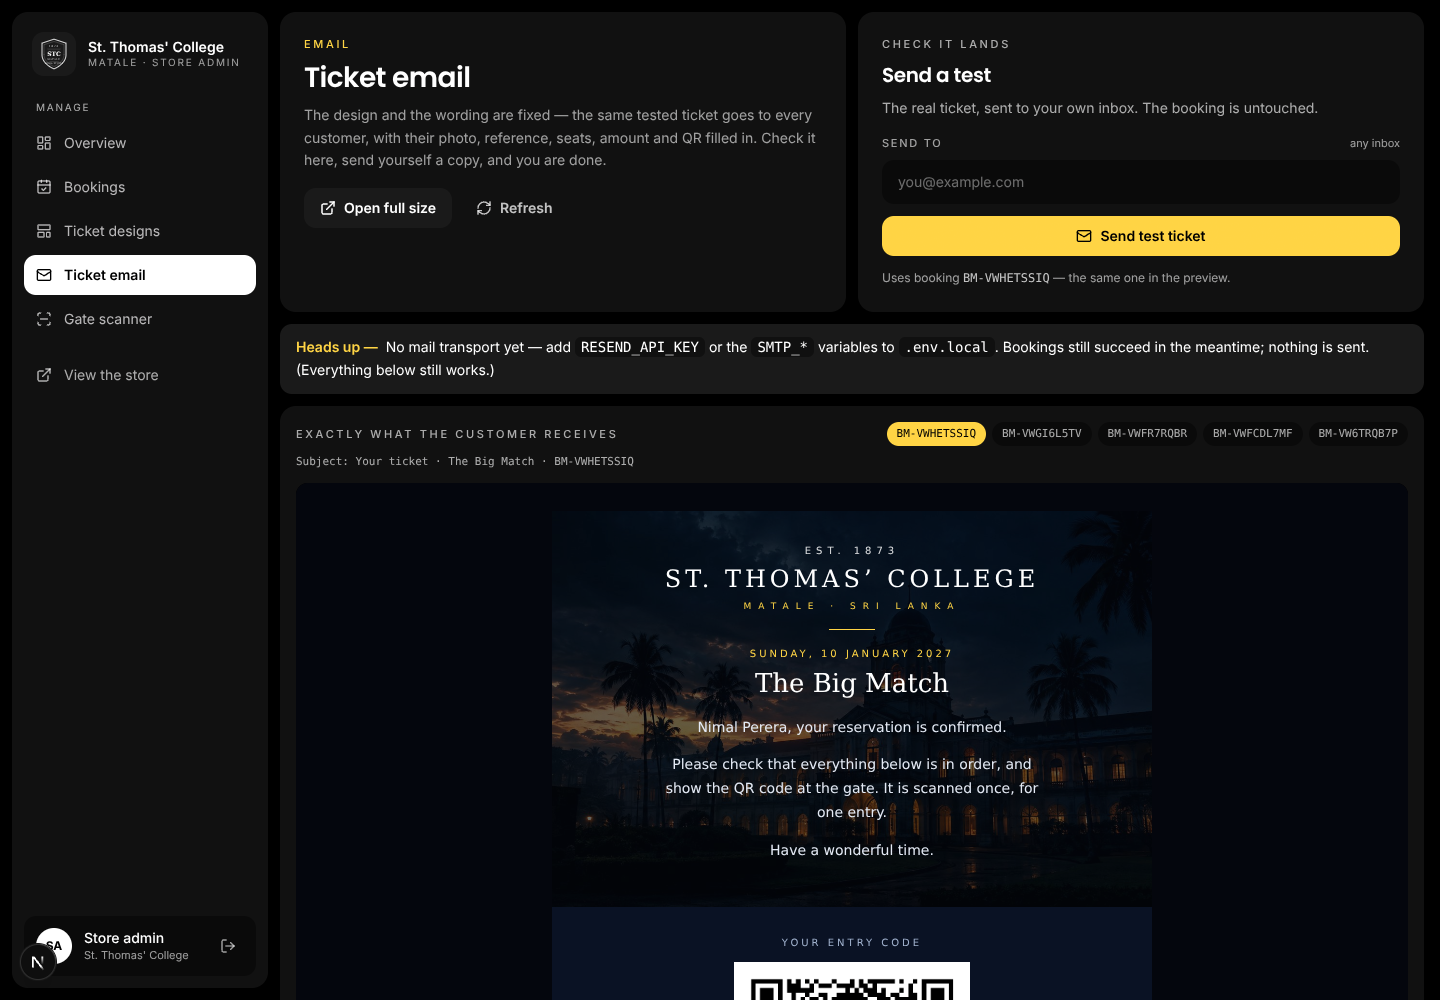 St. Thomas' College
MATALE · STORE ADMIN
MANAGE
Overview
Bookings
Ticket designs
Ticket email
Gate scanner
View the store
SA
Store admin
St. Thomas' College
N
EMAIL
Ticket email
The design and the wording are fixed — the same tested ticket goes to every
customer, with their photo, reference, seats, amount and QR filled in. Check it
here, send yourself a copy, and you are done.
Open full size
Refresh
CHECK IT LANDS
Send a test
The real ticket, sent to your own inbox. The booking is untouched.
SEND TO
any inbox
you@example.com
Send test ticket
Uses booking BM-VWHETSSIQ — the same one in the preview.
Heads up — No mail transport yet — add RESEND_API_KEY or the SMTP_* variables to .env.local. Bookings still succeed in the meantime; nothing is sent.
(Everything below still works.)
EXACTLY WHAT THE CUSTOMER RECEIVES
BM-VWHETSSIQ
BM-VWGI6L5TV
BM-VWFR7RQBR
BM-VWFCDL7MF
BM-VW6TRQB7P
Subject: Your ticket · The Big Match · BM-VWHETSSIQ
EST. 1873
ST. THOMAS’ COLLEGE
MATALE · SRI LANKA
SUNDAY, 10 JANUARY 2027
The Big Match
Nimal Perera, your reservation is confirmed.
Please check that everything below is in order, and
show the QR code at the gate. It is scanned once, for
one entry.
Have a wonderful time.
YOUR ENTRY CODE